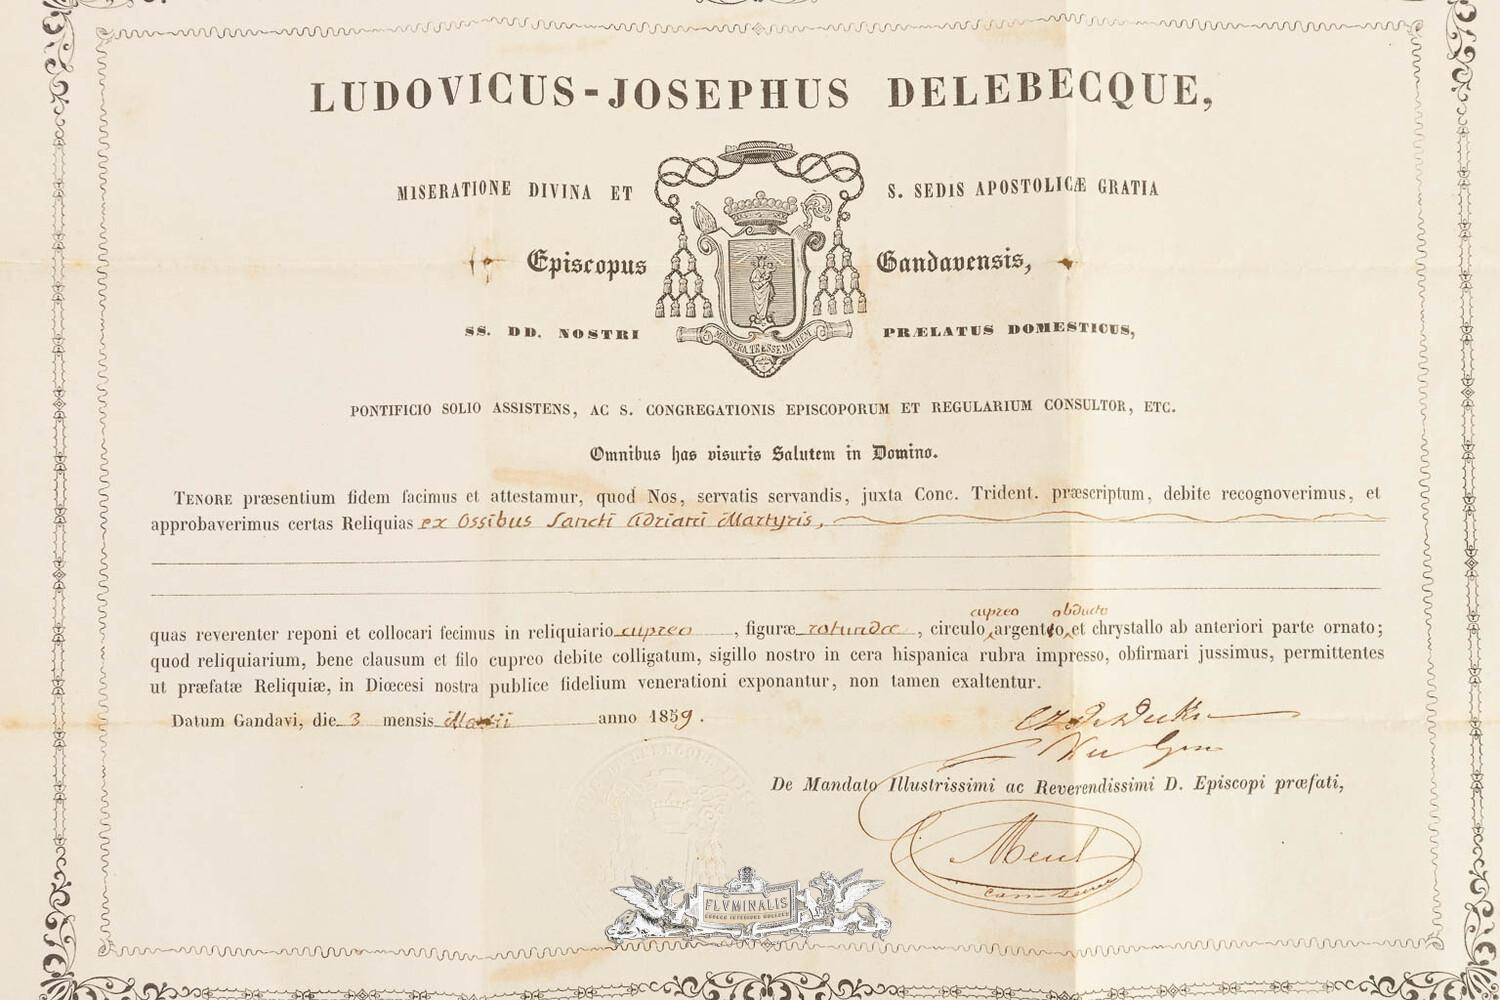 LUDOVICUS-JOSEPHUS DELEBECQUE,
MISERATIONE DIVINA ET S. SEDIS APOSTOLICÆ GRATIA
Episcopus Gandavensis,
SS. DD. NOSTRI PRÆLATUS DOMESTICUS,
MONSTRA TE ESSE MATREM
PONTIFICIO SOLIO ASSISTENS, AC S. CONGREGATIONIS EPISCOPORUM ET REGULARIUM CONSULTOR, ETC.
Omnibus has visuris Salutem in Domino.
TENORE præsentium fidem facimus et attestamur, quod Nos, servatis servandis, juxta Conc. Trident. præscriptum, debite recognoverimus, et
approbaverimus certas Reliquias ex Ossibus Sancti Adriani Martyris,
cupreo obducto
quas reverenter reponi et collocari fecimus in reliquiario cupreo, figuræ rotundæ, circulo argento et chrystallo ab anteriori parte ornato;
quod reliquiarium, bene clausum et filo cupreo debite colligatum, sigillo nostro in cera hispanica rubra impresso, obfirmari jussimus, permittentes
ut præfatæ Reliquiæ, in Diœcesi nostra publice fidelium venerationi exponantur, non tamen exaltentur.
Datum Gandavi, die 3 mensis Martii anno 1859.
De Mandato Illustrissimi ac Reverendissimi D. Episcopi præfati,
FLVMINALIS